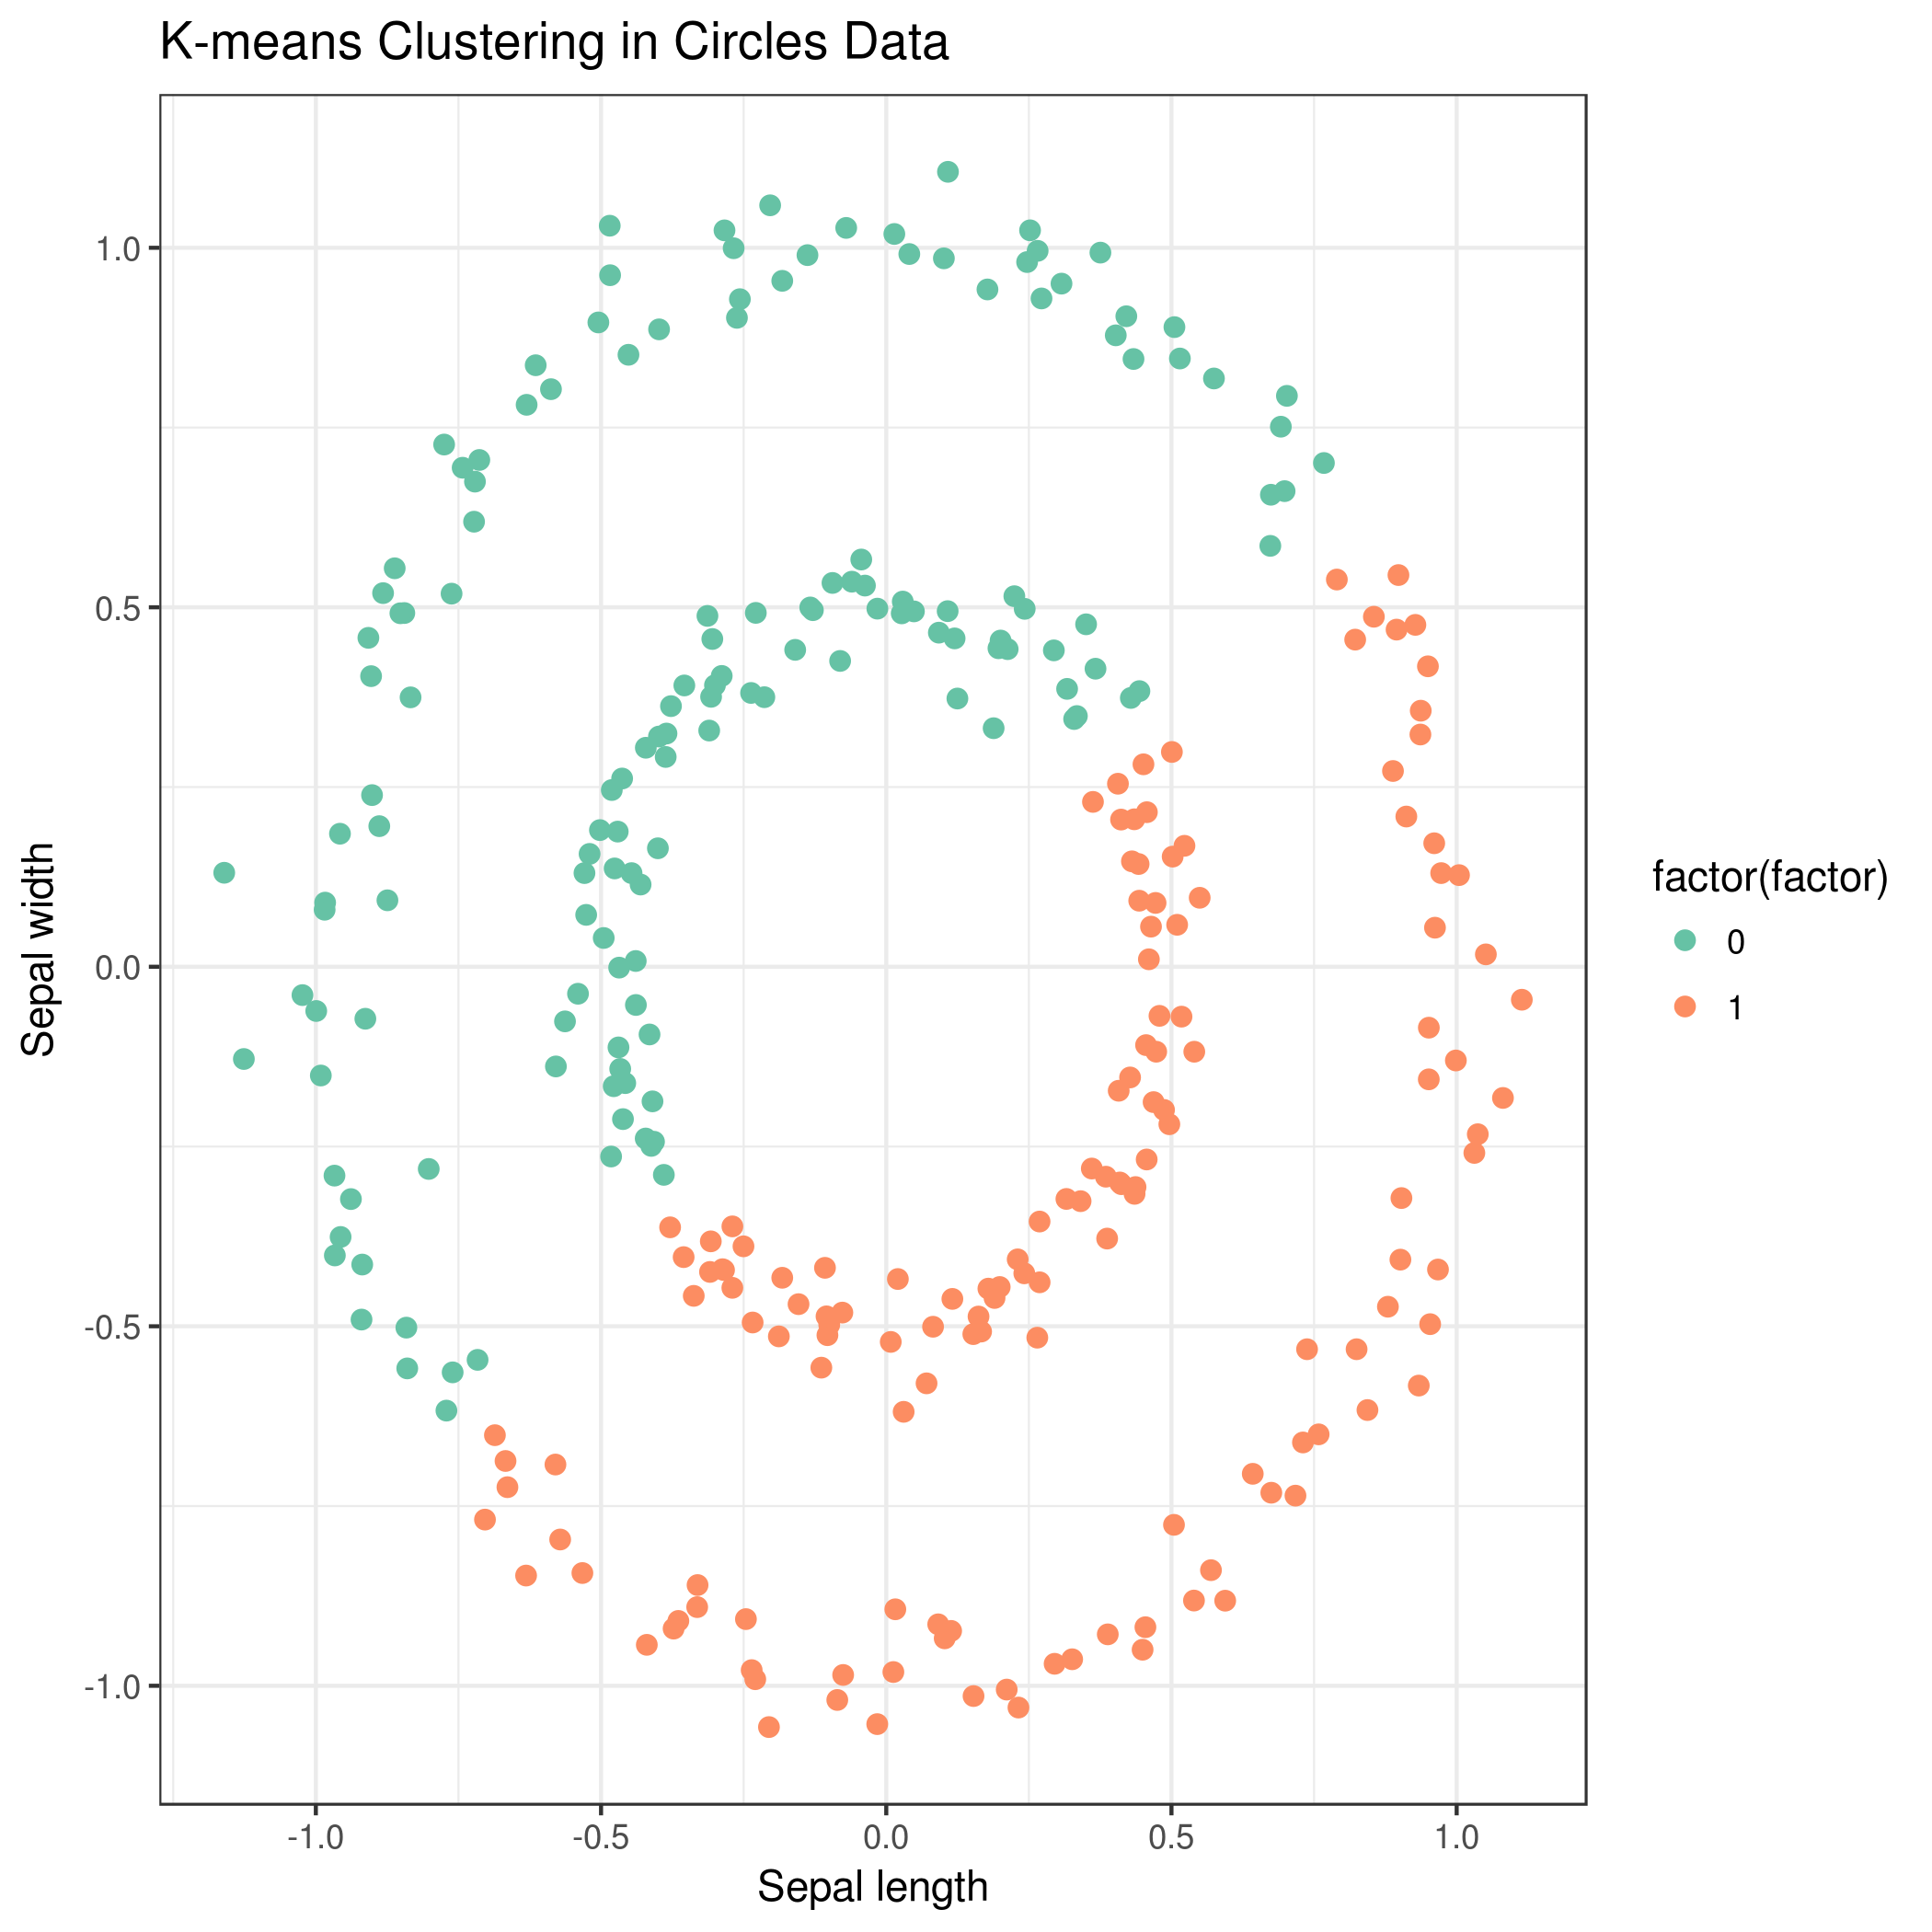 K-means Clustering in Circles Data
1.0
0.5
0.0
-0.5
-1.0
Sepal width
-1.0 -0.5 0.0 0.5 1.0
Sepal length
factor(factor)
0
1